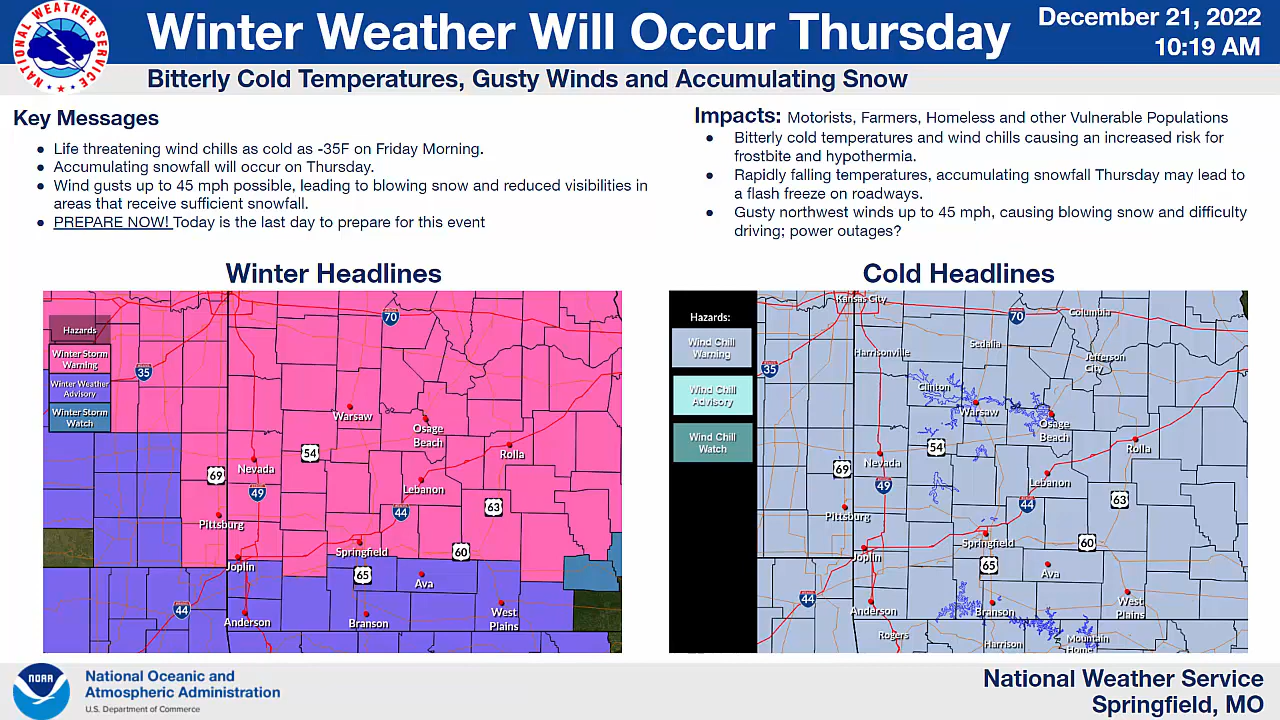 NATIONAL WEATHER SERVICE
Winter Weather Will Occur Thursday
December 21, 2022
10:19 AM
Bitterly Cold Temperatures, Gusty Winds and Accumulating Snow
Key Messages
● Life threatening wind chills as cold as -35F on Friday Morning.
● Accumulating snowfall will occur on Thursday.
● Wind gusts up to 45 mph possible, leading to blowing snow and reduced visibilities in
areas that receive sufficient snowfall.
● PREPARE NOW! Today is the last day to prepare for this event
Impacts: Motorists, Farmers, Homeless and other Vulnerable Populations
● Bitterly cold temperatures and wind chills causing an increased risk for
frostbite and hypothermia.
● Rapidly falling temperatures, accumulating snowfall Thursday may lead to
a flash freeze on roadways.
● Gusty northwest winds up to 45 mph, causing blowing snow and difficulty
driving; power outages?
Winter Headlines
Hazards
Winter Storm
Warning
Winter Weather
Advisory
Winter Storm
Watch
70
35
Warsaw
Osage
Beach
54
Rolla
69
Nevada
49
Lebanon
63
44
Pittsburg
Springfield
60
Joplin
65
Ava
44
Anderson
Branson
West
Plains
Cold Headlines
Hazards:
Wind Chill
Warning
Wind Chill
Advisory
Wind Chill
Watch
Kansas City
70
Columbia
Harrisonville
Sedalia
Jefferson
City
35
Clinton
Warsaw
Osage
Beach
54
Rolla
69
Nevada
49
Lebanon
63
44
Pittsburg
Springfield
60
Joplin
65
Ava
44
Anderson
Branson
West
Plains
Rogers
Harrison
Mountain
Home
NOAA
National Oceanic and
Atmospheric Administration
U.S. Department of Commerce
National Weather Service
Springfield, MO